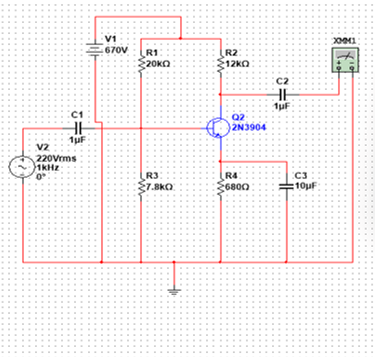 XMM1
V1
670V
R1
20kΩ
R2
12kΩ
C2
1µF
C1
1µF
Q2
2N3904
V2
220Vrms
1kHz
0°
R3
7.8kΩ
R4
680Ω
C3
10µF